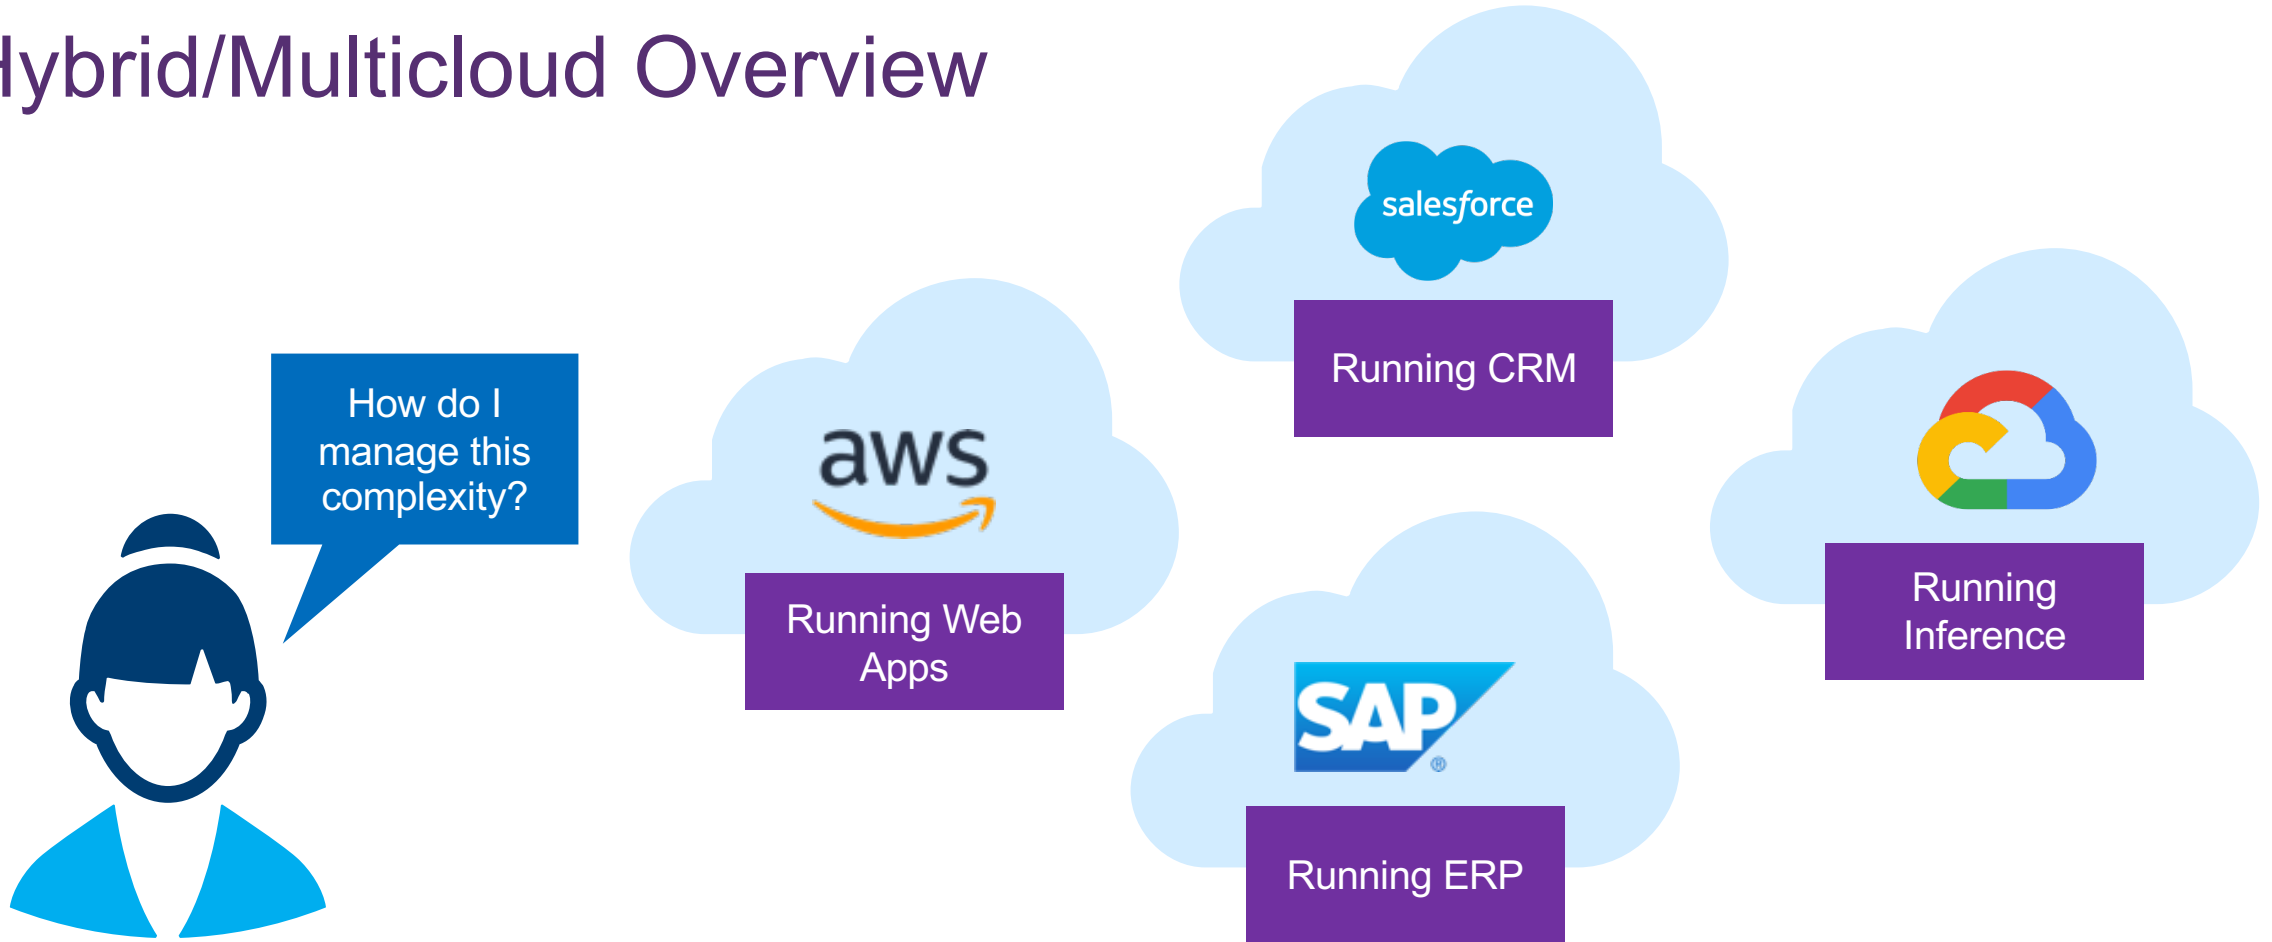 Hybrid/Multicloud Overview
salesforce
Running CRM
How do I
manage this
complexity?
aws
Running Web
Apps
Running
Inference
SAP
®
Running ERP